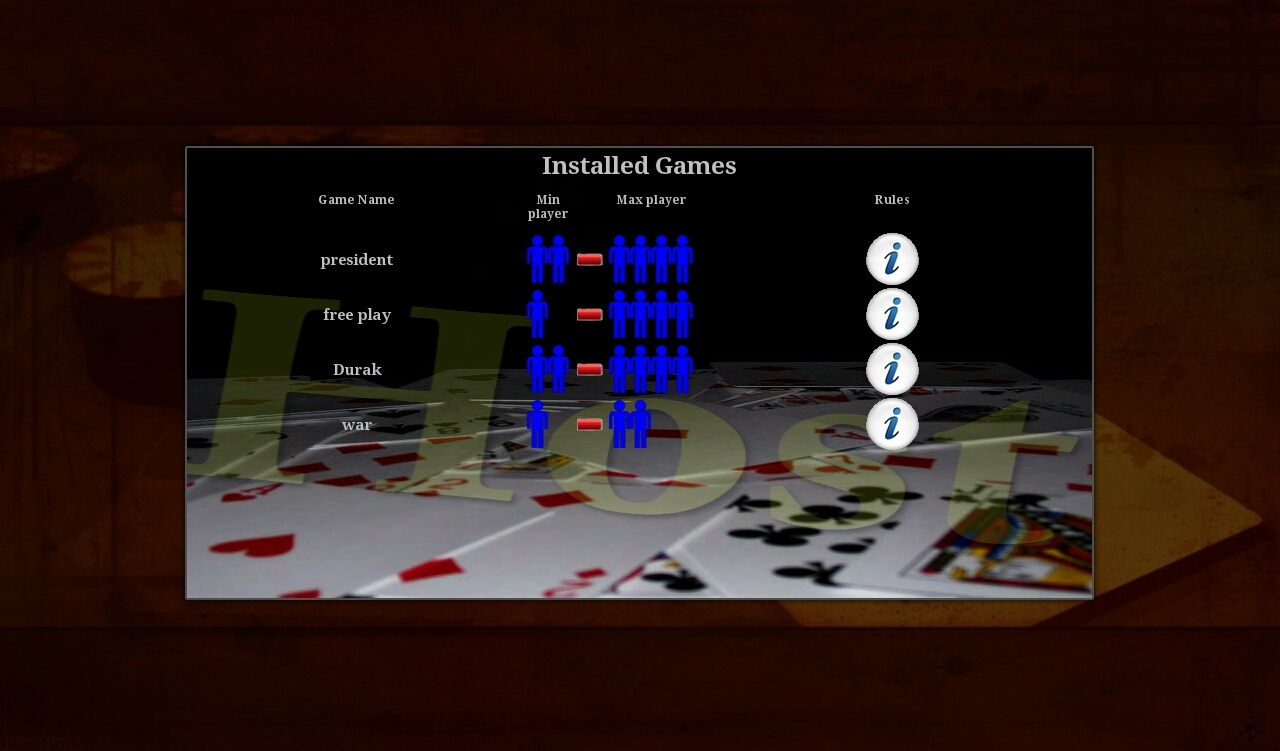 Installed Games
Game Name Min player Max player Rules
president
free play
Durak
war
Host